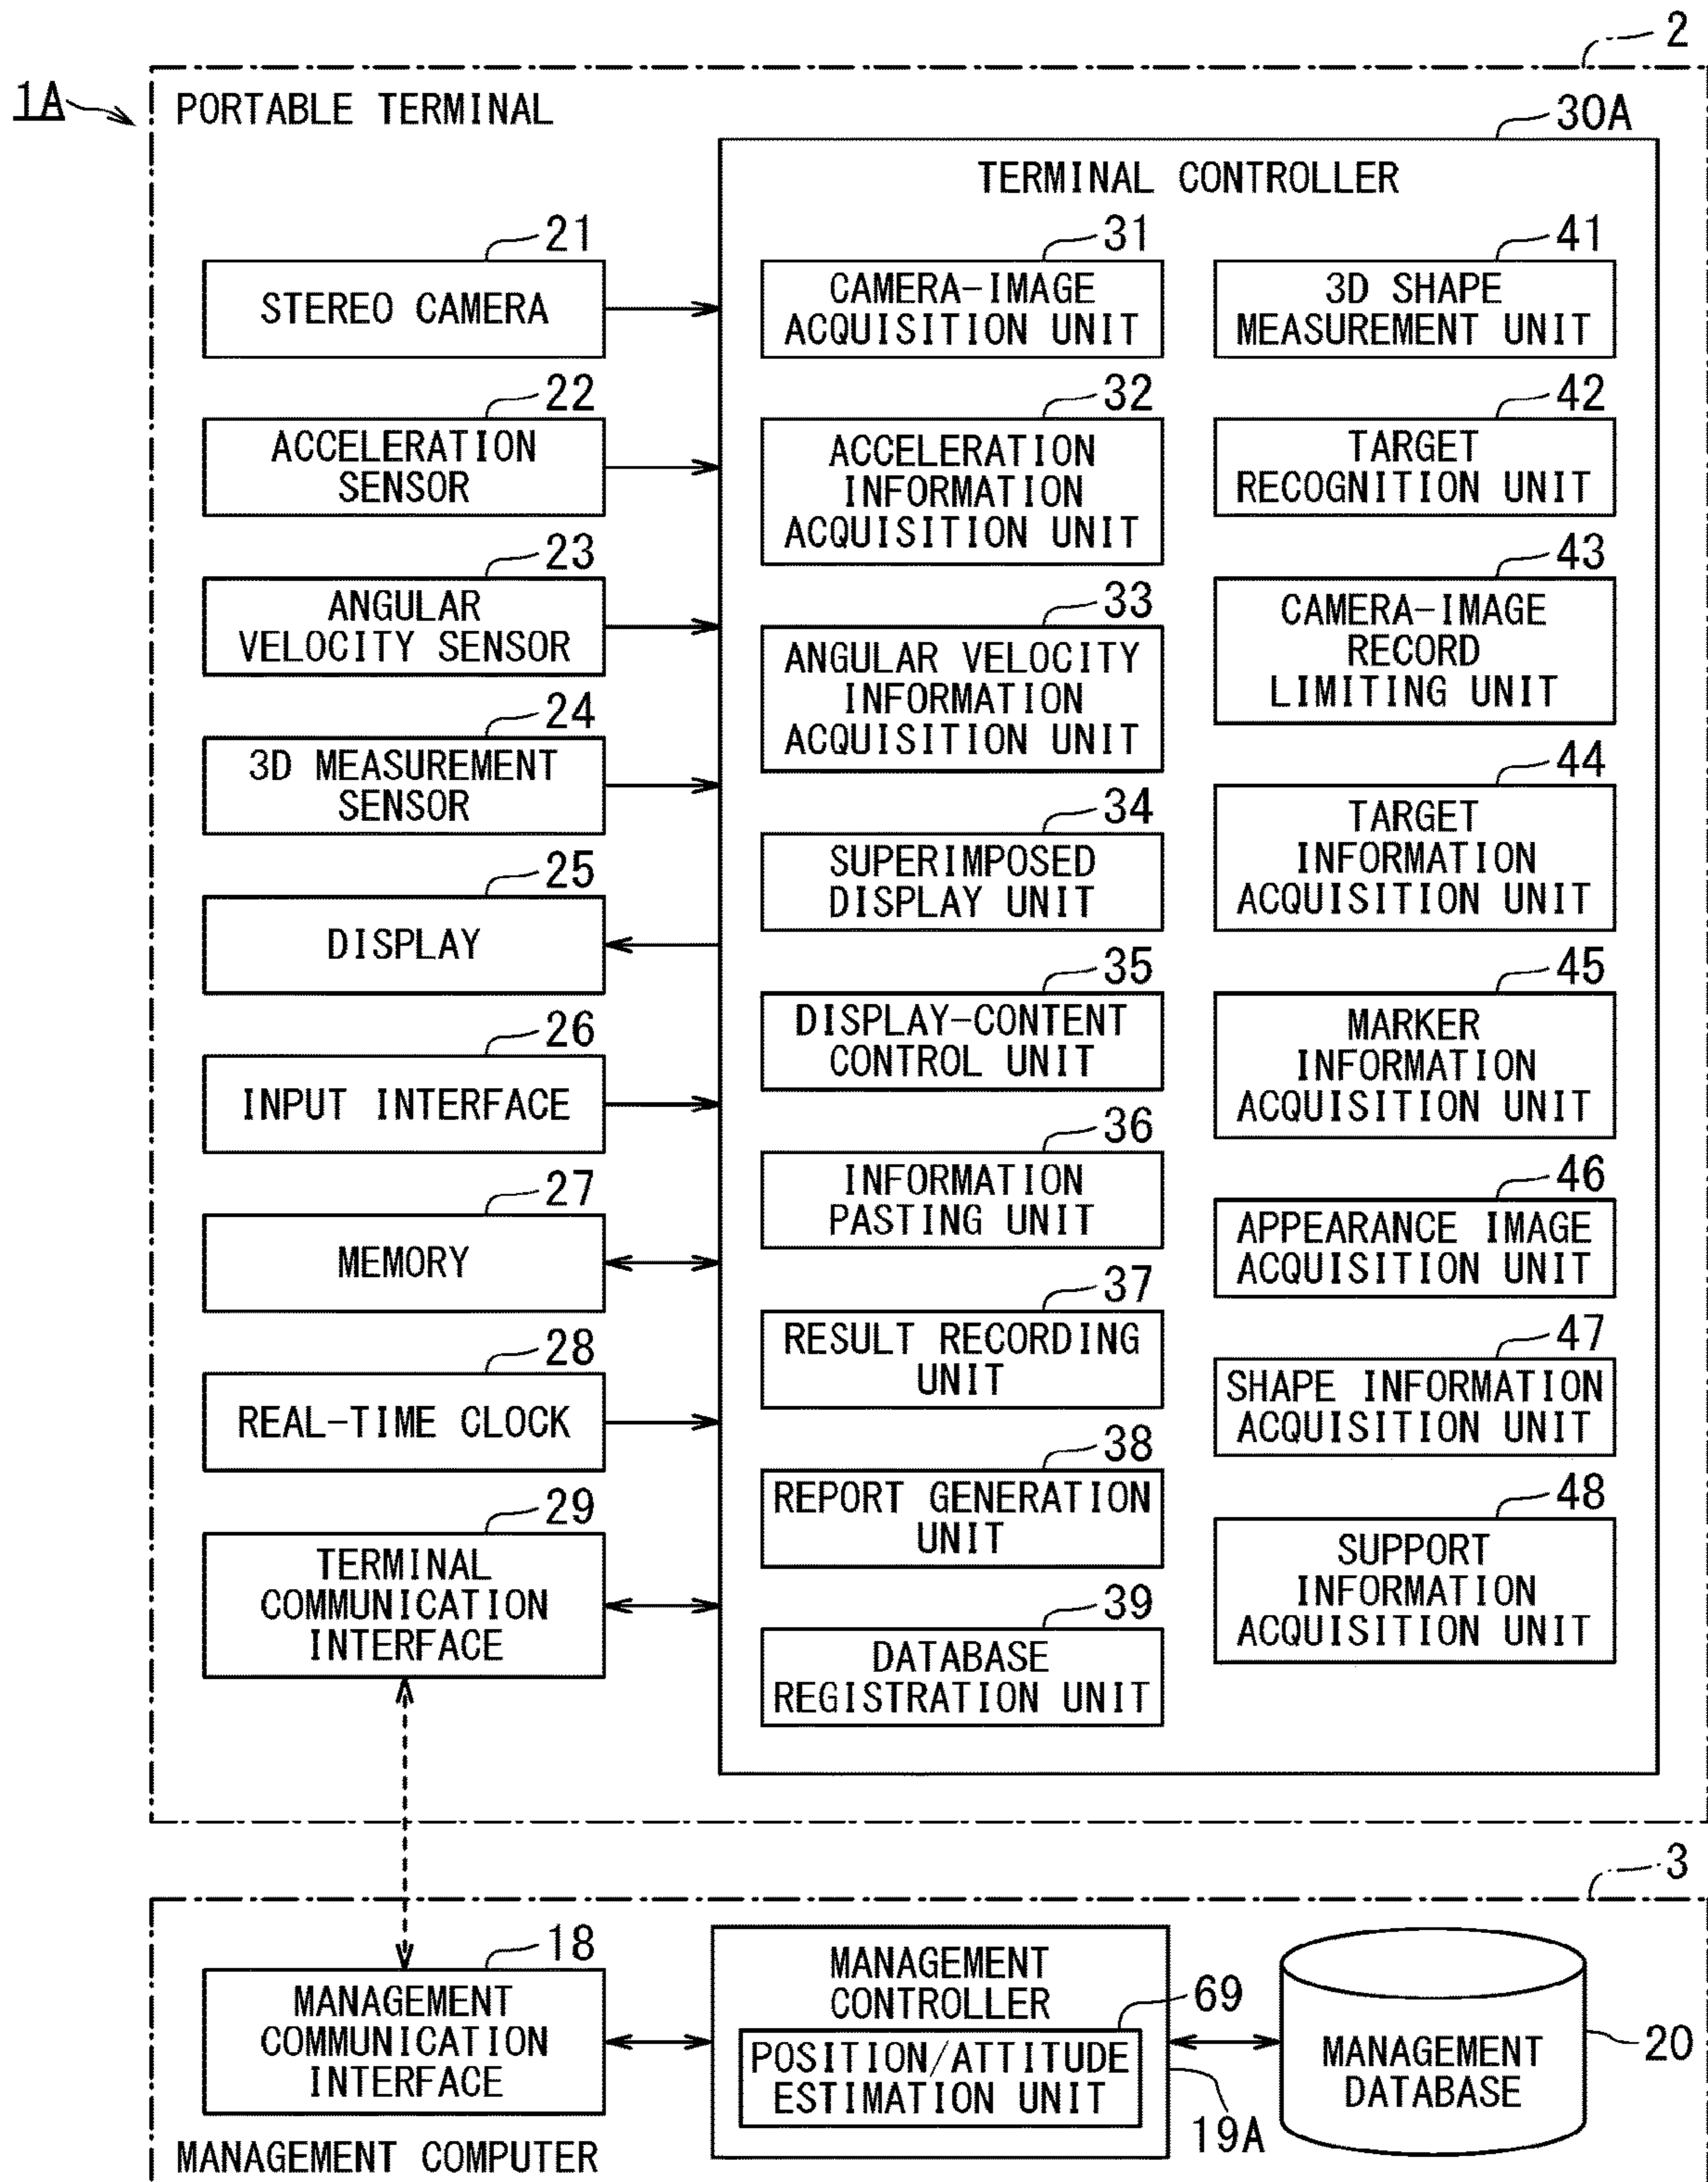 2
1A
PORTABLE TERMINAL
30A
TERMINAL CONTROLLER
21
STEREO CAMERA
22
ACCELERATION
SENSOR
23
ANGULAR
VELOCITY SENSOR
24
3D MEASUREMENT
SENSOR
25
DISPLAY
26
INPUT INTERFACE
27
MEMORY
28
REAL-TIME CLOCK
29
TERMINAL
COMMUNICATION
INTERFACE
31
CAMERA-IMAGE
ACQUISITION UNIT
32
ACCELERATION
INFORMATION
ACQUISITION UNIT
33
ANGULAR VELOCITY
INFORMATION
ACQUISITION UNIT
34
SUPERIMPOSED
DISPLAY UNIT
35
DISPLAY-CONTENT
CONTROL UNIT
36
INFORMATION
PASTING UNIT
37
RESULT RECORDING
UNIT
38
REPORT GENERATION
UNIT
39
DATABASE
REGISTRATION UNIT
41
3D SHAPE
MEASUREMENT UNIT
42
TARGET
RECOGNITION UNIT
43
CAMERA-IMAGE
RECORD
LIMITING UNIT
44
TARGET
INFORMATION
ACQUISITION UNIT
45
MARKER
INFORMATION
ACQUISITION UNIT
46
APPEARANCE IMAGE
ACQUISITION UNIT
47
SHAPE INFORMATION
ACQUISITION UNIT
48
SUPPORT
INFORMATION
ACQUISITION UNIT
3
18
MANAGEMENT
COMMUNICATION
INTERFACE
MANAGEMENT
CONTROLLER
69
POSITION/ATTITUDE
ESTIMATION UNIT
19A
MANAGEMENT
DATABASE
20
MANAGEMENT COMPUTER